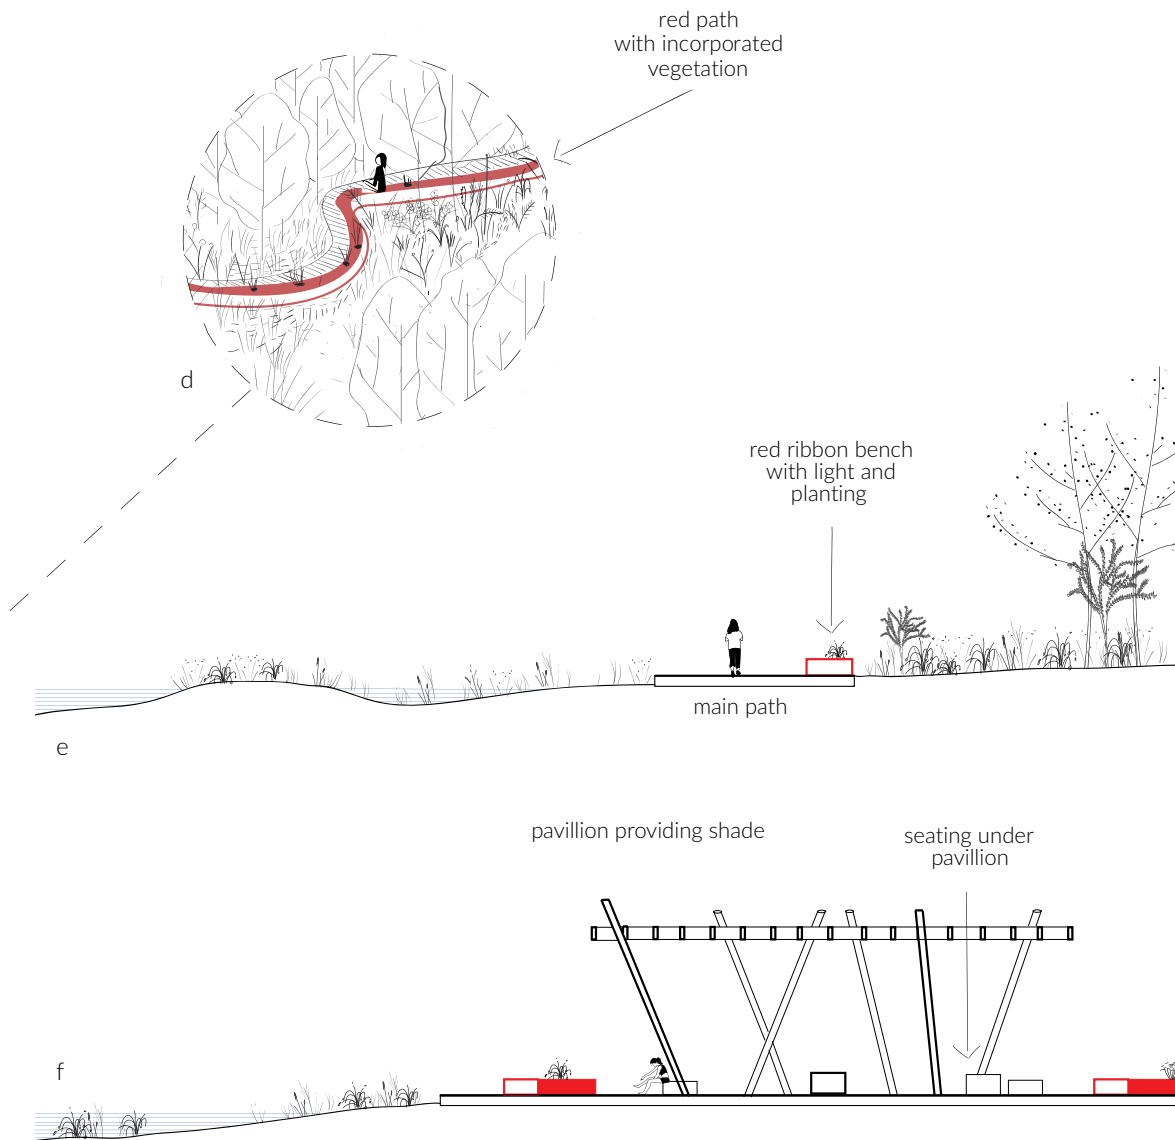 red path
with incorporated
vegetation
d
red ribbon bench
with light and
planting
main path
e
pavillion providing shade
seating under
pavillion
f